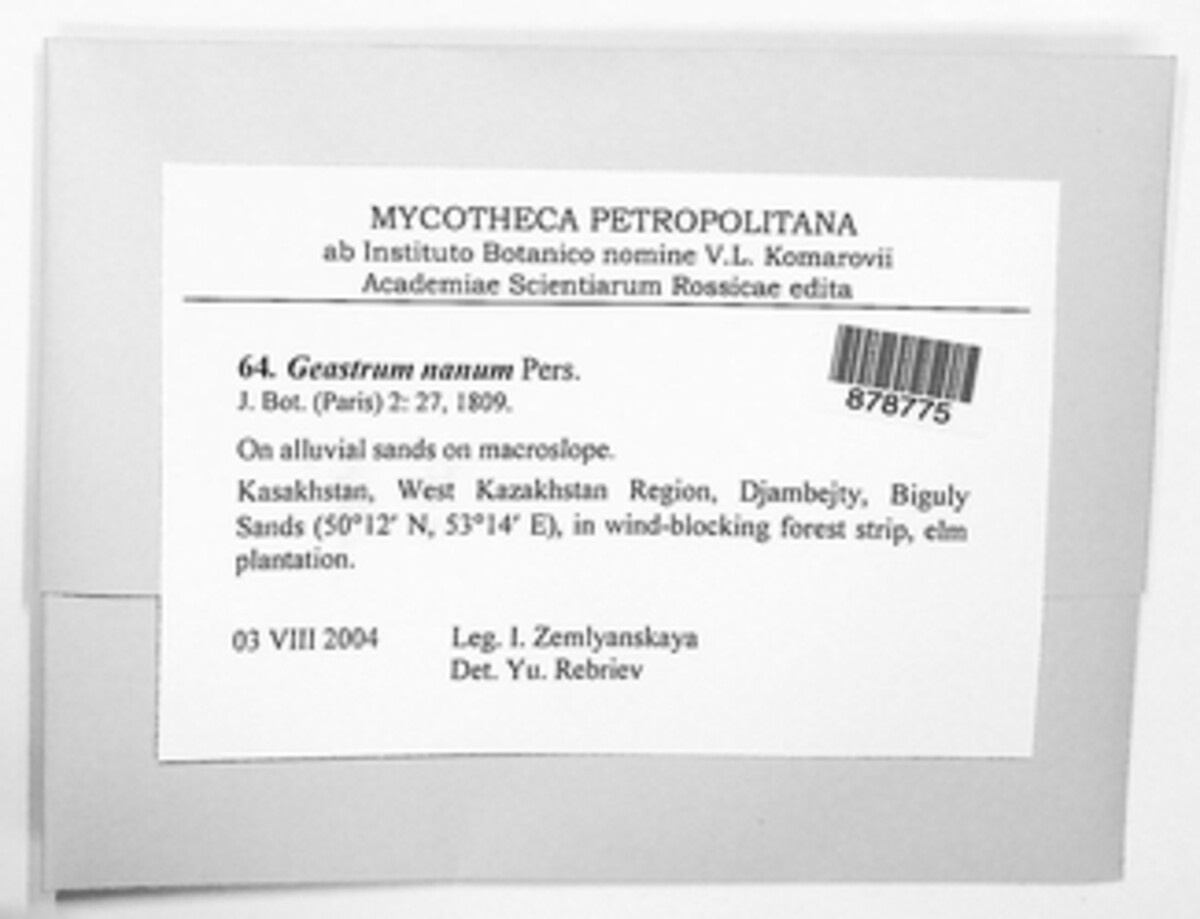 MYCOTHECA PETROPOLITANA
ab Instituto Botanico nomine V.L. Komarovii
Academiae Scientiarum Rossicae edita
64. Geastrum nanum Pers.
J. Bot. (Paris) 2: 27, 1809.
878775
On alluvial sands on macroslope.
Kasakhstan, West Kazakhstan Region, Djambejty, Biguly
Sands (50°12′ N, 53°14′ E), in wind-blocking forest strip, elm
plantation.
03 VIII 2004 Leg. I. Zemlyanskaya
Det. Yu. Rebriev